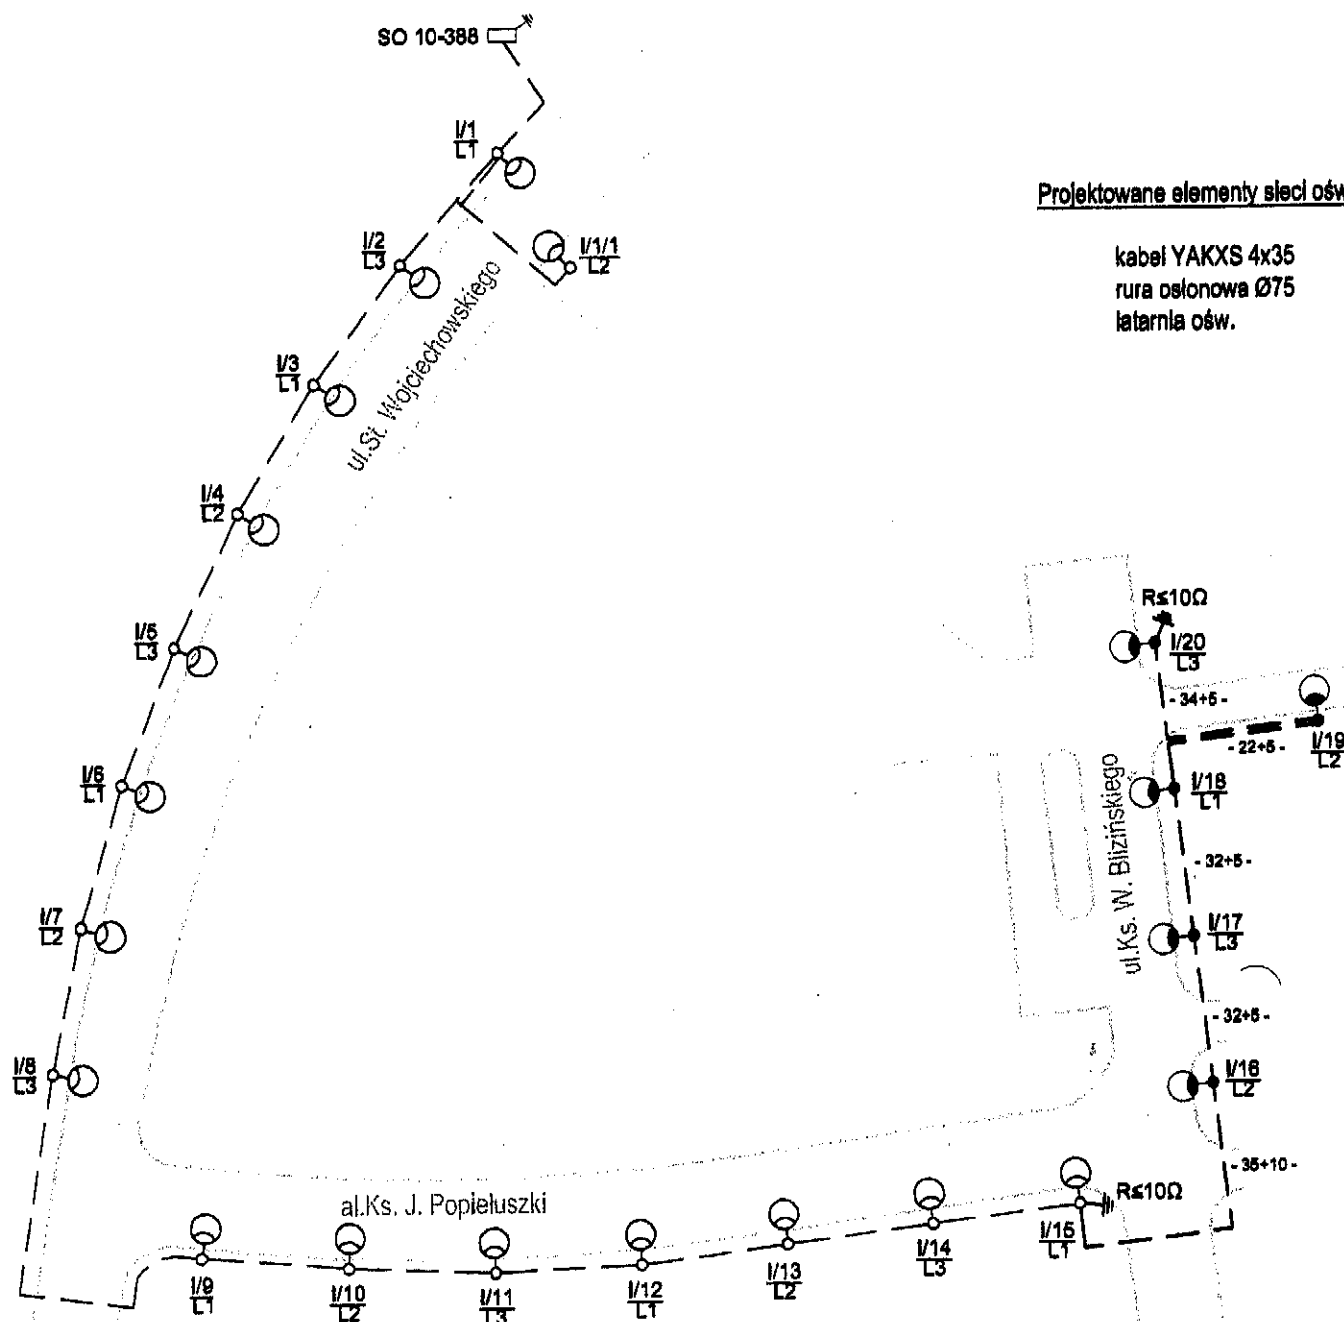 SO 10-388
I/1
L1
Projektowane elementy sieci ośw
kabel YAKXS 4x35
rura osłonowa Ø75
latarnia ośw.
I/2
L3
I/1/1
L2
ul.St. Wojciechowskiego
I/3
L1
I/4
L2
I/5
L3
I/6
L1
I/7
L2
I/8
L3
R≤10Ω
I/20
L3
- 34+5 -
- 22+5 -
I/19
L2
I/18
L1
ul.Ks. W. Blizińskiego
- 32+5 -
I/17
L3
- 32+5 -
I/16
L2
- 35+10 -
R≤10Ω
al.Ks. J. Popiełuszki
I/9
L1
I/10
L2
I/11
L3
I/12
L1
I/13
L2
I/14
L3
I/15
L1